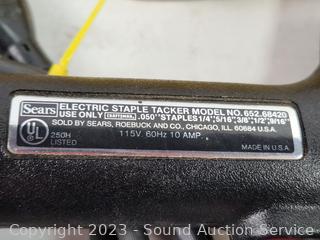 Sears ELECTRIC STAPLE TACKER MODEL NO. 652.68420
USE ONLY CRAFTSMAN .050" STAPLES 1/4", 5/16", 3/8", 1/2", 9/16"
SOLD BY SEARS, ROEBUCK AND CO., CHICAGO, ILL. 60684 U.S.A.
UL 250H 115V. 60Hz 10 AMP.
LISTED
MADE IN U.S.A.
Copyright © 2023 - Sound Auction Service -